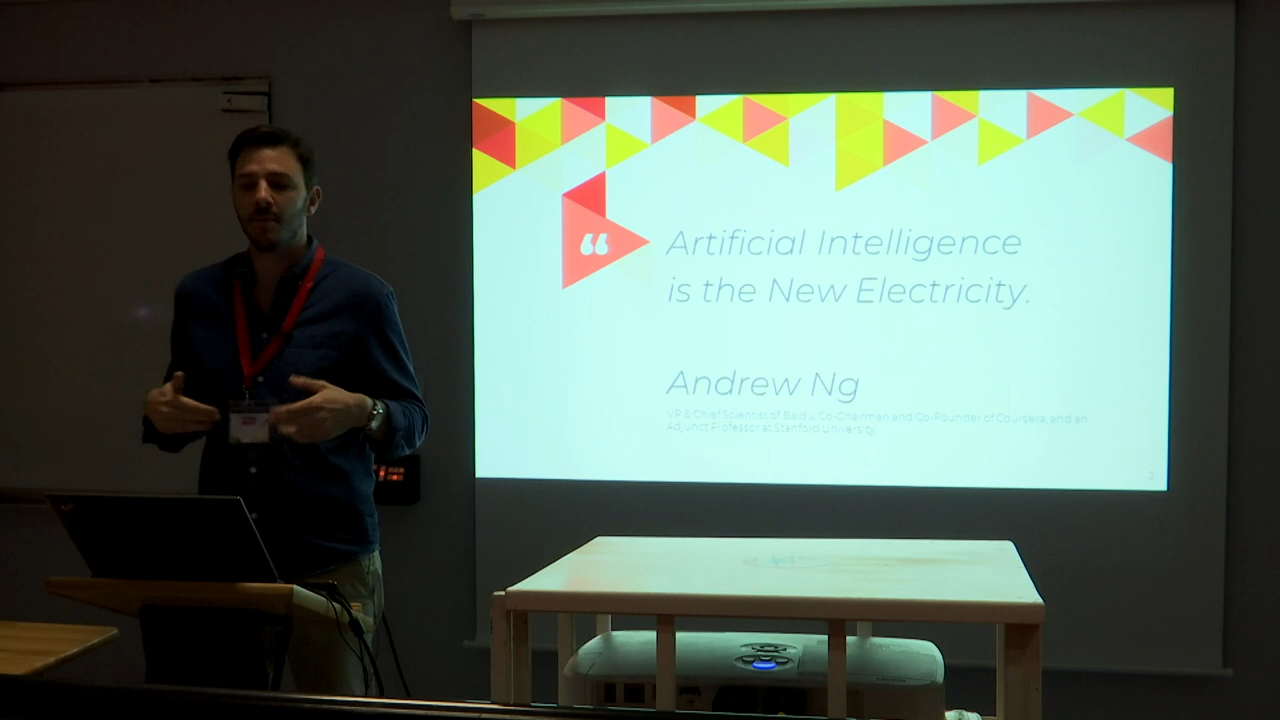 “ Artificial Intelligence
is the New Electricity.
Andrew Ng
VP & Chief Scientist of Baidu, Co-Chairman and Co-Founder of Coursera, and an
Adjunct Professor at Stanford University.
2